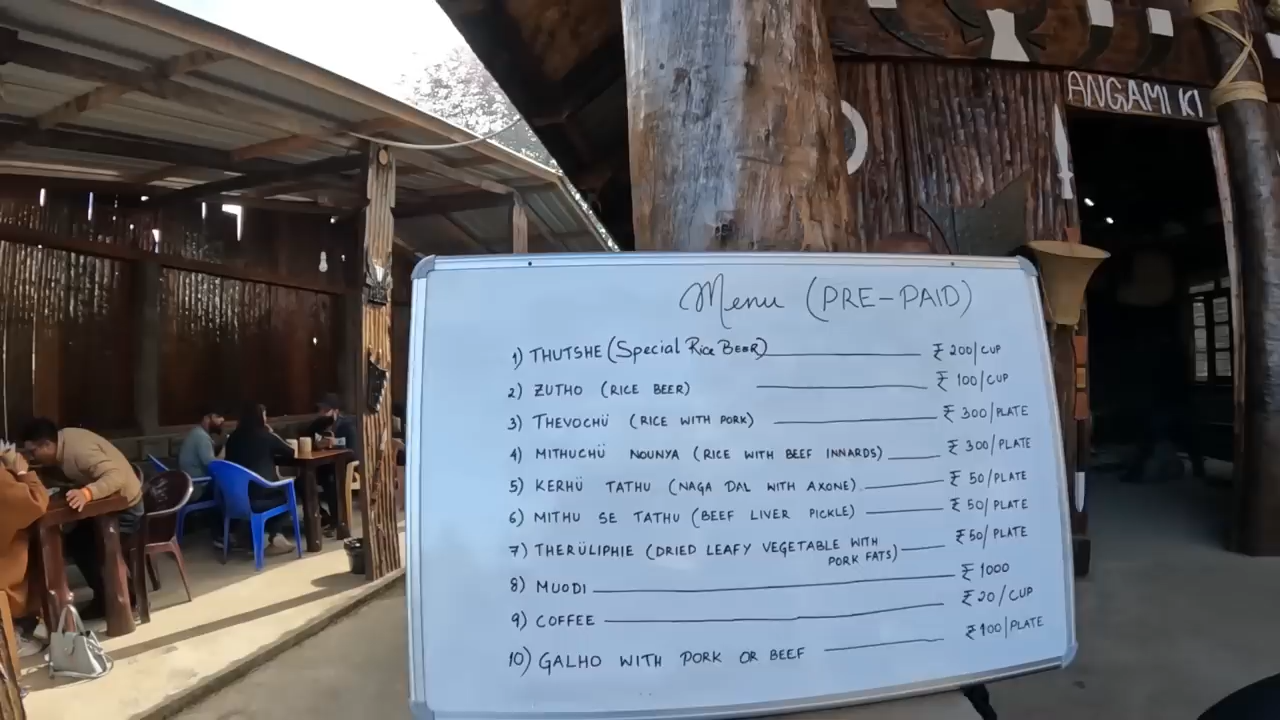 ANGAMI KI
Menu (PRE-PAID)
1) THUTSHE (Special Rice BEER) ₹ 200/CUP
2) ZUTHO (RICE BEER) ₹ 100/CUP
3) THEVOCHÜ (RICE WITH PORK) ₹ 300/PLATE
4) MITHUCHÜ NOUNYA (RICE WITH BEEF INNARDS) ₹ 300/PLATE
5) KERHÜ TATHU (NAGA DAL WITH AXONE) ₹ 50/PLATE
6) MITHU SE TATHU (BEEF LIVER PICKLE) ₹ 50/PLATE
7) THERÜLIPHIE (DRIED LEAFY VEGETABLE WITH ₹ 50/PLATE
PORK FATS)
8) MUODI ₹ 1000
9) COFFEE ₹ 20/CUP
10) GALHO WITH PORK OR BEEF ₹ 100/PLATE